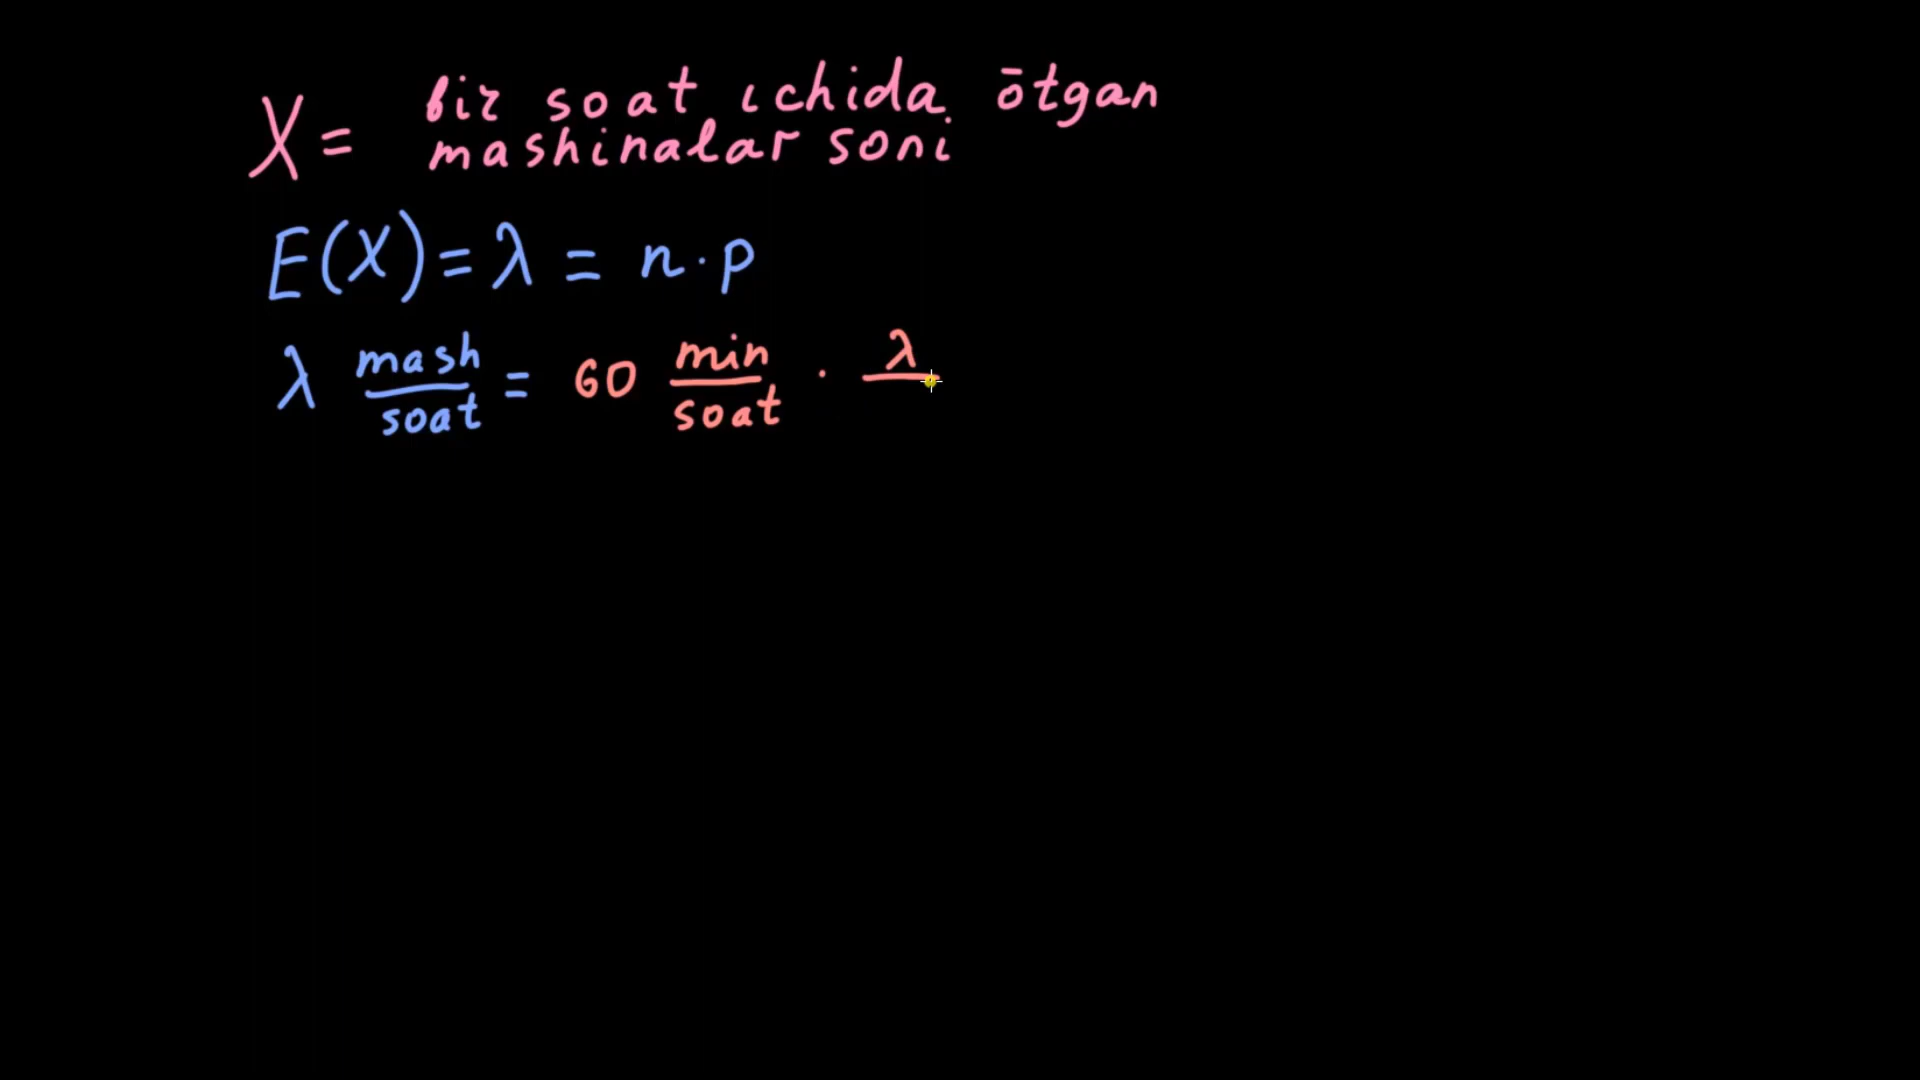 X = bir soat ichida ōtgan
mashinalar soni
E(X) = λ = n · p
λ mash/soat = 60 min/soat · λ/